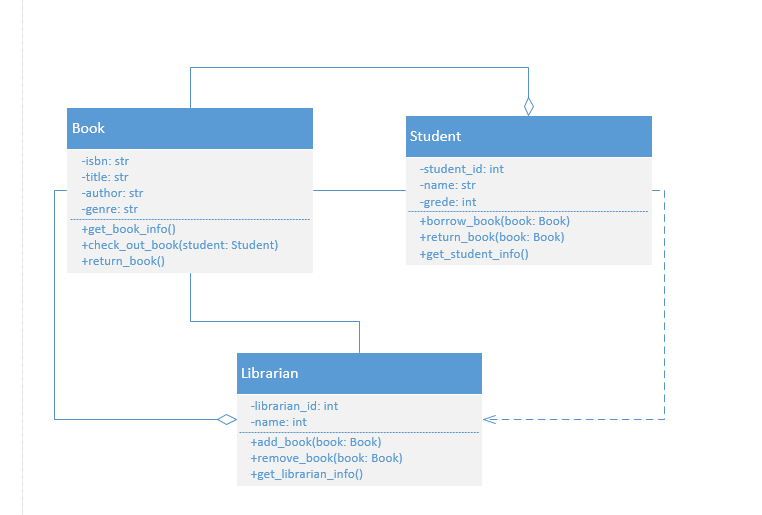 Book
-isbn: str
-title: str
-author: str
-genre: str
+get_book_info()
+check_out_book(student: Student)
+return_book()
Student
-student_id: int
-name: str
-grede: int
+borrow_book(book: Book)
+return_book(book: Book)
+get_student_info()
Librarian
-librarian_id: int
-name: int
+add_book(book: Book)
+remove_book(book: Book)
+get_librarian_info()